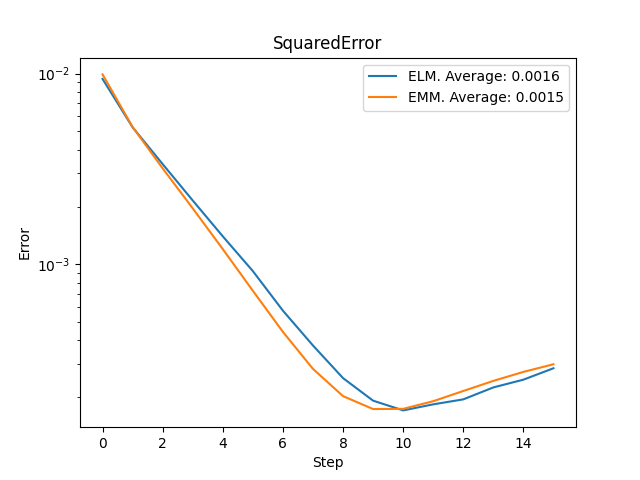 SquaredError
ELM. Average: 0.0016
EMM. Average: 0.0015
Error
10⁻²
10⁻³
0 2 4 6 8 10 12 14
Step